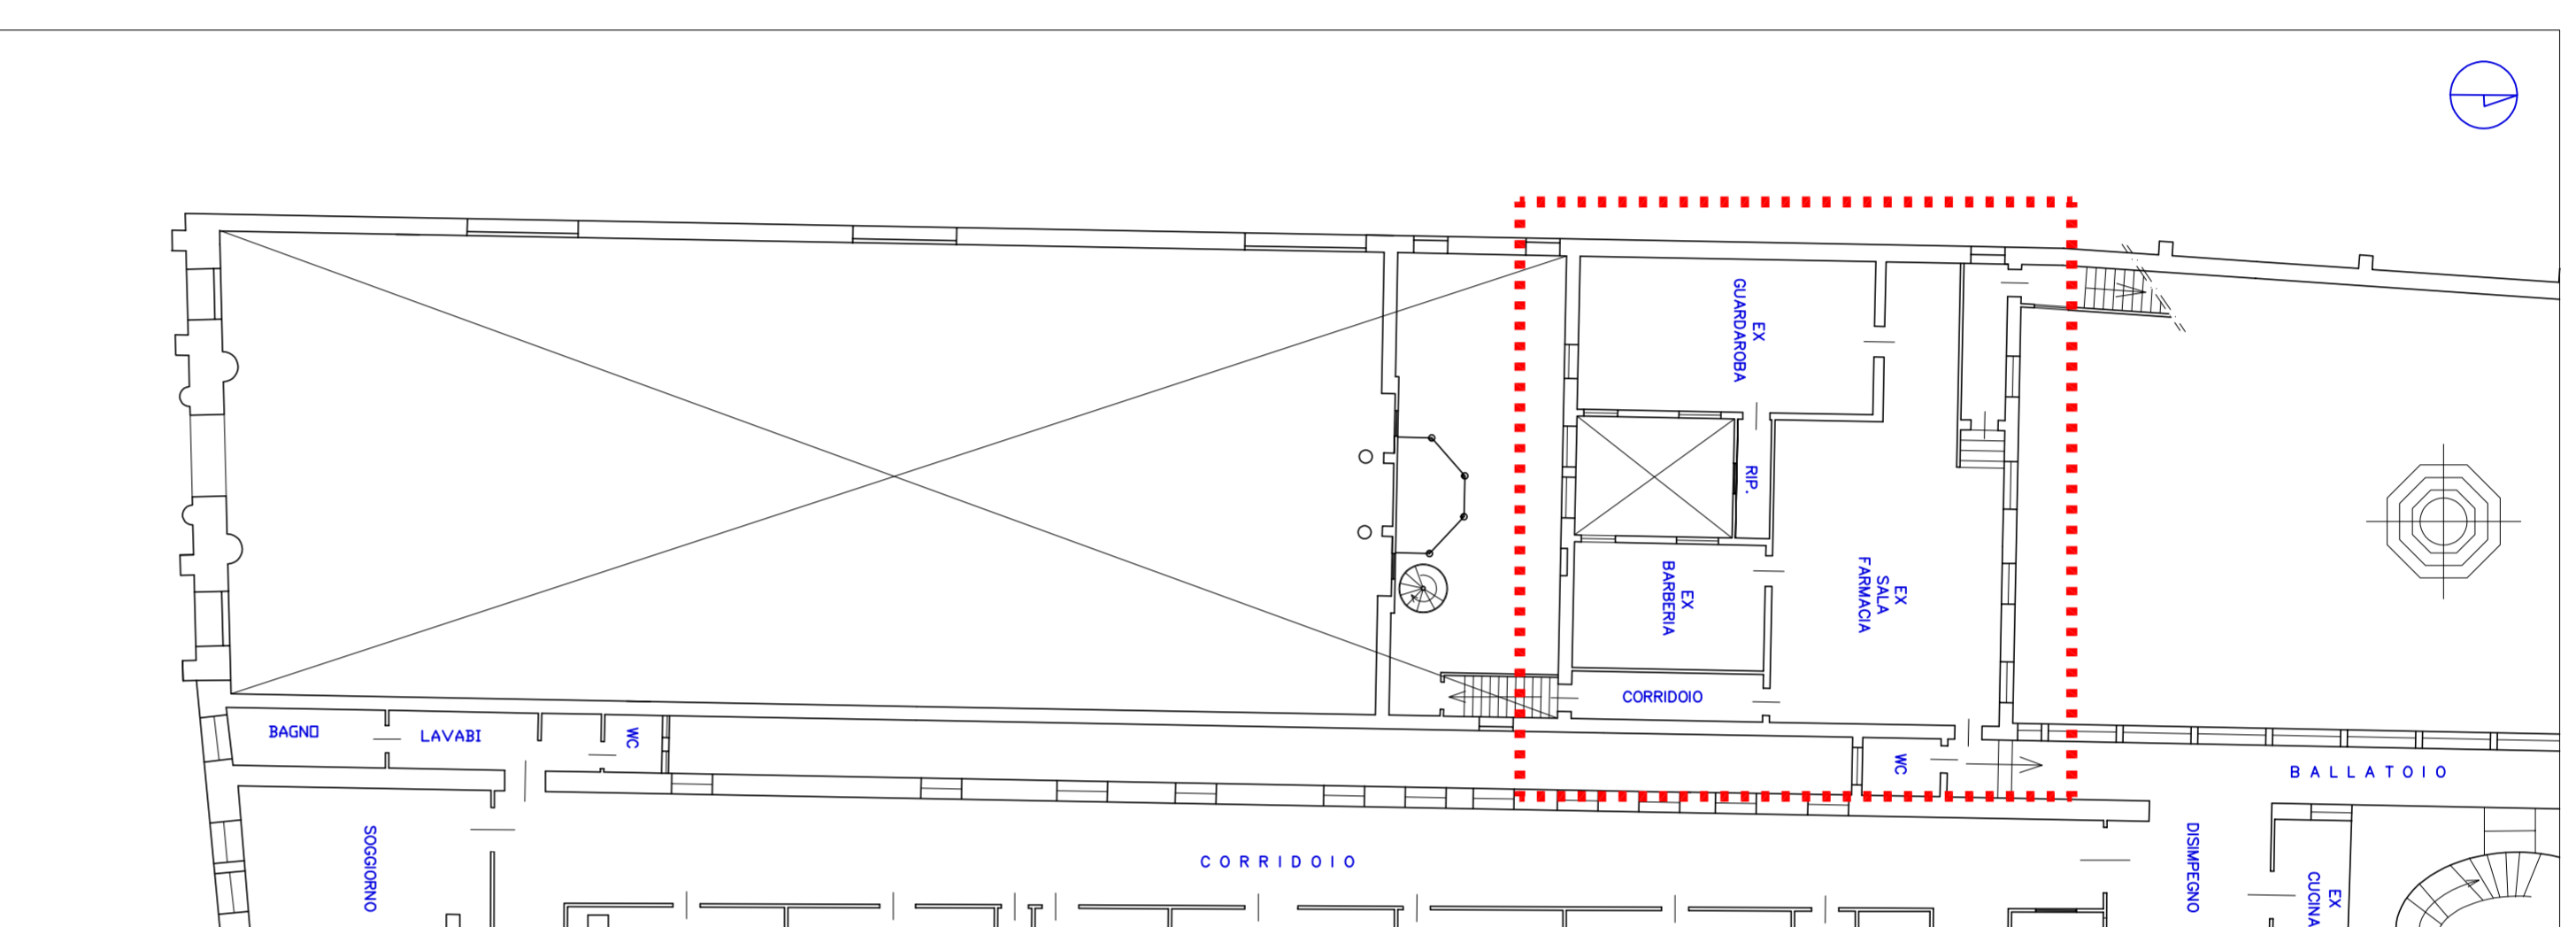 EX
GUARDAROBA
RIP.
EX
BARBERIA
EX
SALA
FARMACIA
CORRIDOIO
BAGNO
LAVABI
WC
WC
BALLATOIO
SOGGIORNO
CORRIDOIO
DISIMPEGNO
EX
CUCINA